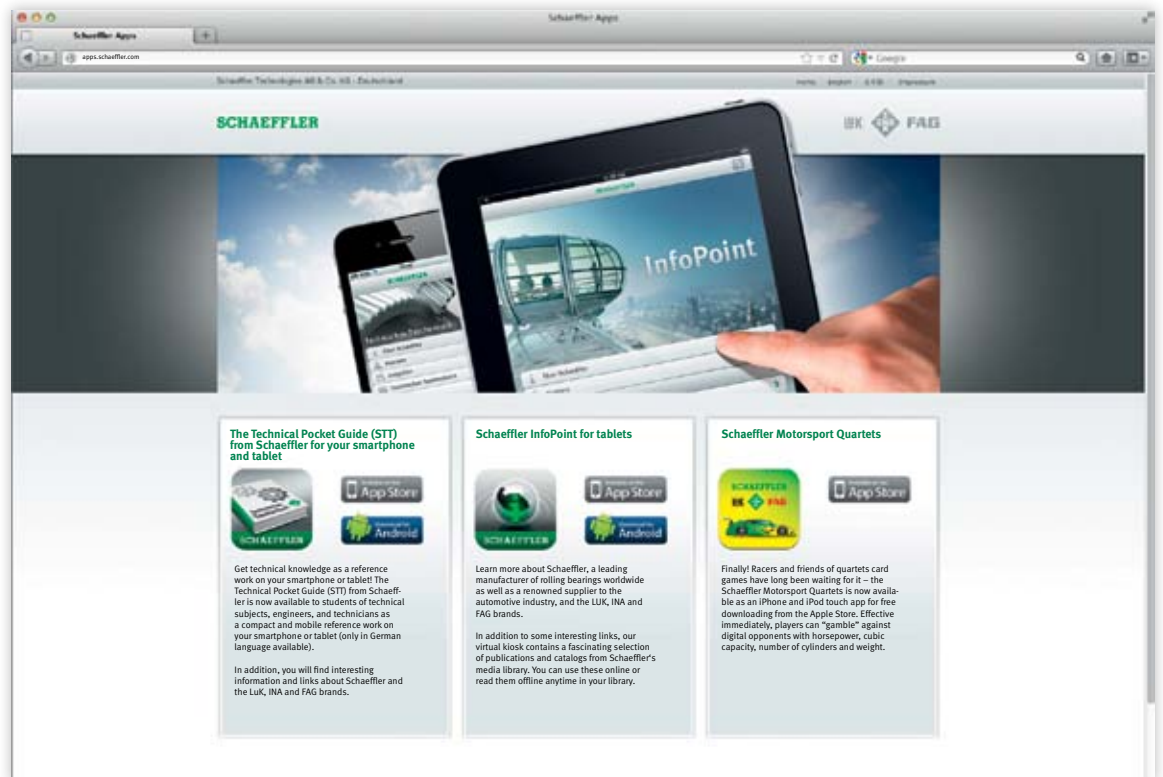 Schaeffler Apps
Schaeffler Apps
apps.schaeffler.com
Google
Schaeffler Technologies AG & Co. KG - Deutschland
SCHAEFFLER
FAG
SCHAEFFLER
InfoPoint
SCHAEFFLER
The Technical Pocket Guide (STT)
from Schaeffler for your smartphone
and tablet
Schaeffler InfoPoint for tablets
Schaeffler Motorsport Quartets
SCHAEFFLER
App Store
Android
SCHAEFFLER
App Store
Android
SCHAEFFLER
FAG
App Store
Get technical knowledge as a reference
work on your smartphone or tablet! The
Technical Pocket Guide (STT) from Schaeff-
ler is now available to students of technical
subjects, engineers, and technicians as
a compact and mobile reference work on
your smartphone or tablet (only in German
language available).
In addition, you will find interesting
information and links about Schaeffler and
the LuK, INA and FAG brands.
Learn more about Schaeffler, a leading
manufacturer of rolling bearings worldwide
as well as a renowned supplier to the
automotive industry, and the LUK, INA and
FAG brands.
In addition to some interesting links, our
virtual kiosk contains a fascinating selection
of publications and catalogs from Schaeffler's
media library. You can use these online or
read them offline anytime in your library.
Finally! Racers and friends of quartets card
games have long been waiting for it – the
Schaeffler Motorsport Quartets is now availa-
ble as an iPhone and iPod touch app for free
downloading from the Apple Store. Effective
immediately, players can “gamble” against
digital opponents with horsepower, cubic
capacity, number of cylinders and weight.